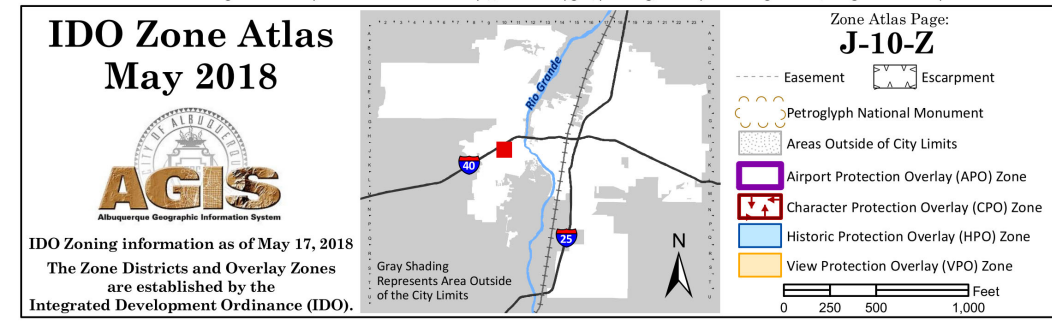 IDO Zone Atlas
May 2018
CITY OF ALBUQUERQUE
AGIS
Albuquerque Geographic Information System
IDO Zoning information as of May 17, 2018
The Zone Districts and Overlay Zones
are established by the
Integrated Development Ordinance (IDO).
Rio Grande
40
25
N
Gray Shading
Represents Area Outside
of the City Limits
Zone Atlas Page:
J-10-Z
Easement
Escarpment
Petroglyph National Monument
Areas Outside of City Limits
Airport Protection Overlay (APO) Zone
Character Protection Overlay (CPO) Zone
Historic Protection Overlay (HPO) Zone
View Protection Overlay (VPO) Zone
Feet
0 250 500 1,000